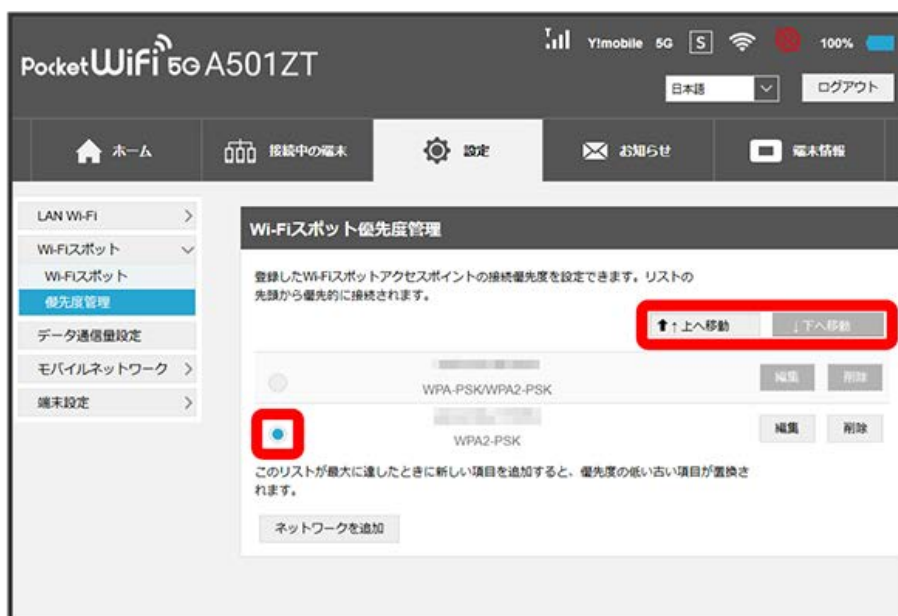 Pocket WiFi 5G A501ZT
Y!mobile 5G S 100%
日本語 ログアウト
ホーム 接続中の端末 設定 お知らせ 端末情報
LAN Wi-Fi
Wi-Fiスポット
Wi-Fiスポット
優先度管理
データ通信量設定
モバイルネットワーク
端末設定
Wi-Fiスポット優先度管理
登録したWi-Fiスポットアクセスポイントの接続優先度を設定できます。リストの
先頭から優先的に接続されます。
↑上へ移動 ↓下へ移動
WPA-PSK/WPA2-PSK
編集 削除
WPA2-PSK
編集 削除
このリストが最大に達したときに新しい項目を追加すると、優先度の低い古い項目が置換さ
れます。
ネットワークを追加